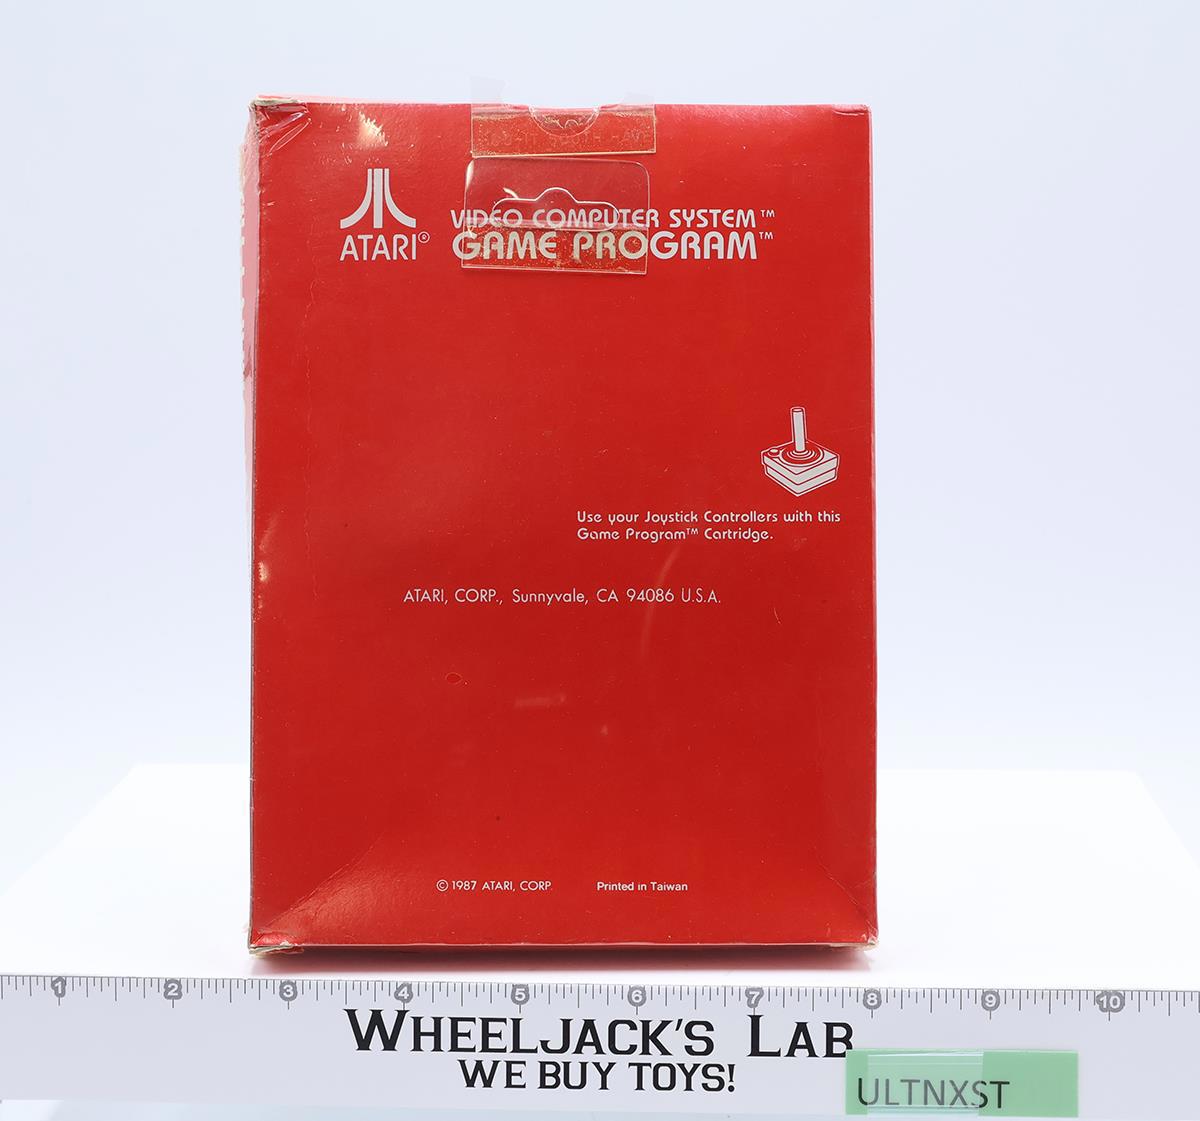 VIDEO COMPUTER SYSTEM™
ATARI®
GAME PROGRAM™
Use your Joystick Controllers with this
Game Program™ Cartridge.
ATARI, CORP., Sunnyvale, CA 94086 U.S.A.
© 1987 ATARI, CORP.
Printed in Taiwan
1 2 3 4 5 6 7 8 9 10
WHEELJACK'S LAB
WE BUY TOYS!
ULTNXST